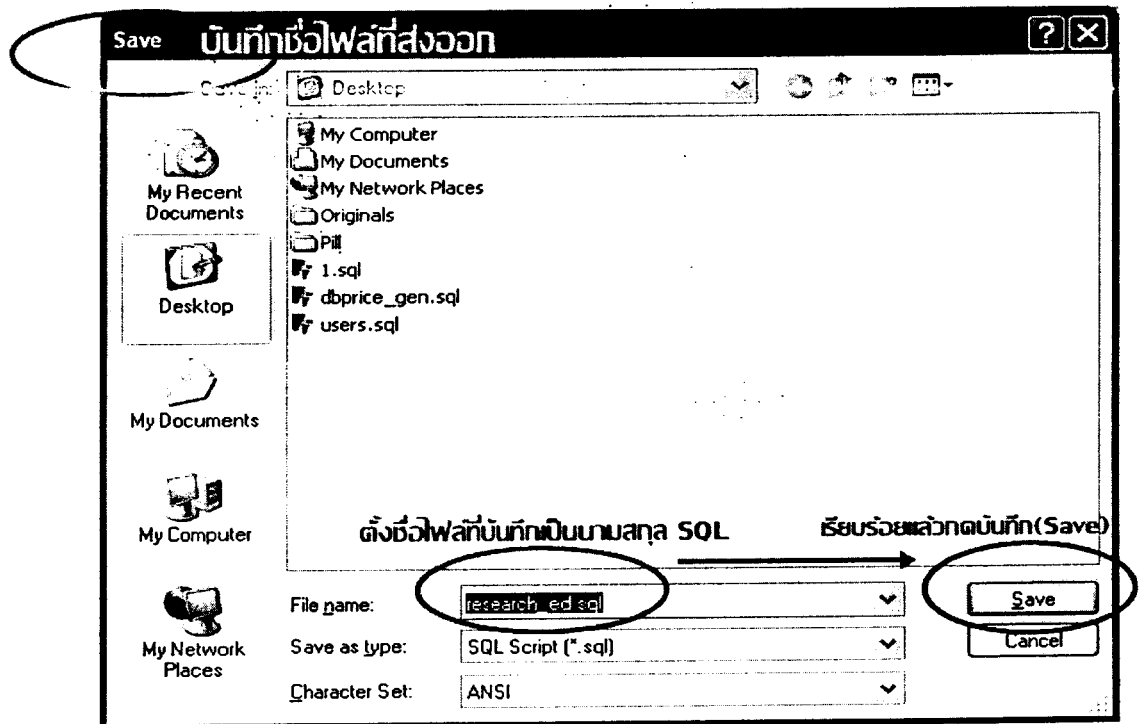 Save บันทึกชื่อไฟล์ที่ส่งออก
Save in: Desktop
My Recent Documents
Desktop
My Documents
My Computer
My Network Places
My Computer
My Documents
My Network Places
Originals
Pill
1.sql
dbprice_gen.sql
users.sql
ตั้งชื่อไฟล์ที่บันทึกเป็นนามสกุล SQL
เรียบร้อยแล้วกดบันทึก(Save)
File name: research_ed.sql
Save
Save as type: SQL Script (*.sql)
Cancel
Character Set: ANSI